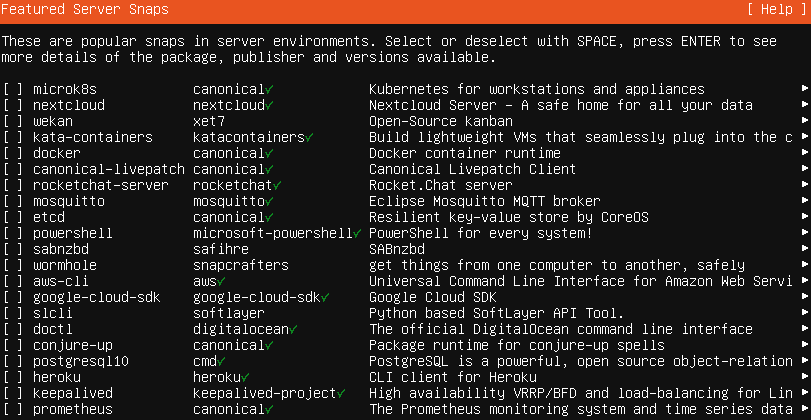 Featured Server Snaps [ Help ]
These are popular snaps in server environments. Select or deselect with SPACE, press ENTER to see
more details of the package, publisher and versions available.
[ ] microk8s canonical✓ Kubernetes for workstations and appliances ▶
[ ] nextcloud nextcloud✓ Nextcloud Server - A safe home for all your data ▶
[ ] wekan xet7 Open-Source kanban ▶
[ ] kata-containers katacontainers✓ Build lightweight VMs that seamlessly plug into the c ▶
[ ] docker canonical✓ Docker container runtime ▶
[ ] canonical-livepatch canonical✓ Canonical Livepatch Client ▶
[ ] rocketchat-server rocketchat✓ Rocket.Chat server ▶
[ ] mosquitto mosquitto✓ Eclipse Mosquitto MQTT broker ▶
[ ] etcd canonical✓ Resilient key-value store by CoreOS ▶
[ ] powershell microsoft-powershell✓ PowerShell for every system! ▶
[ ] sabnzbd safihre SABnzbd ▶
[ ] wormhole snapcrafters get things from one computer to another, safely ▶
[ ] aws-cli aws✓ Universal Command Line Interface for Amazon Web Servi ▶
[ ] google-cloud-sdk google-cloud-sdk✓ Google Cloud SDK ▶
[ ] slcli softlayer Python based SoftLayer API Tool. ▶
[ ] doctl digitalocean✓ The official DigitalOcean command line interface ▶
[ ] conjure-up canonical✓ Package runtime for conjure-up spells ▶
[ ] postgresql10 cmd✓ PostgreSQL is a powerful, open source object-relation ▶
[ ] heroku heroku✓ CLI client for Heroku ▶
[ ] keepalived keepalived-project✓ High availability VRRP/BFD and load-balancing for Lin ▶
[ ] prometheus canonical✓ The Prometheus monitoring system and time series data ▶